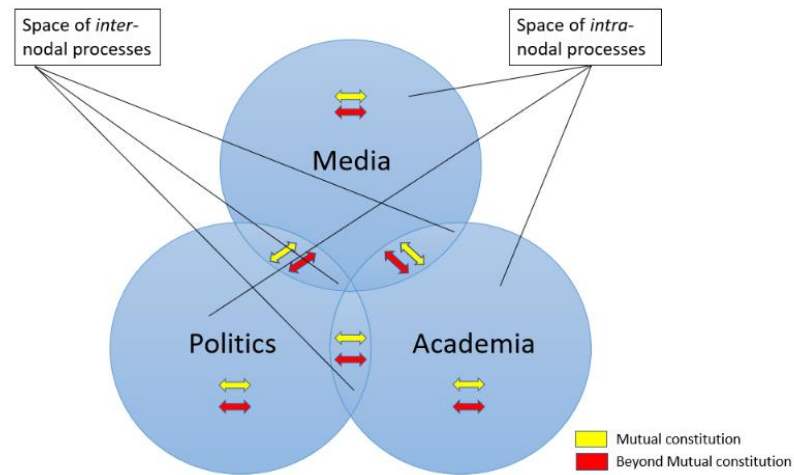 Space of inter-
nodal processes
Space of intra-
nodal processes
Media
Politics
Academia
Mutual constitution
Beyond Mutual constitution